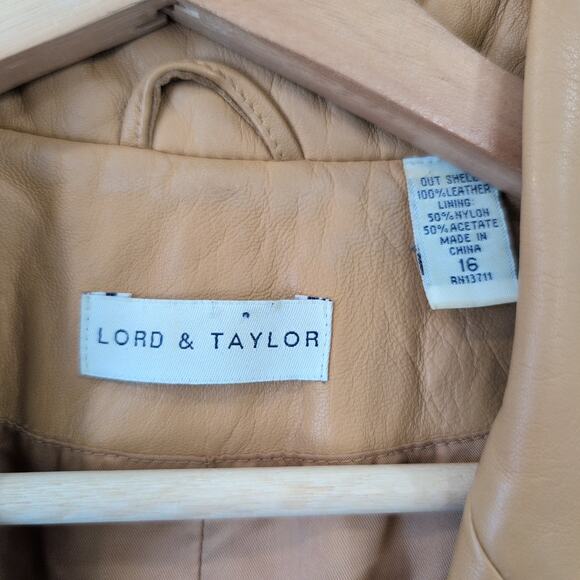 LORD & TAYLOR
OUT SHELL
100%LEATHER
LINING:
50%NYLON
50%ACETATE
MADE IN
CHINA
16
RN13711